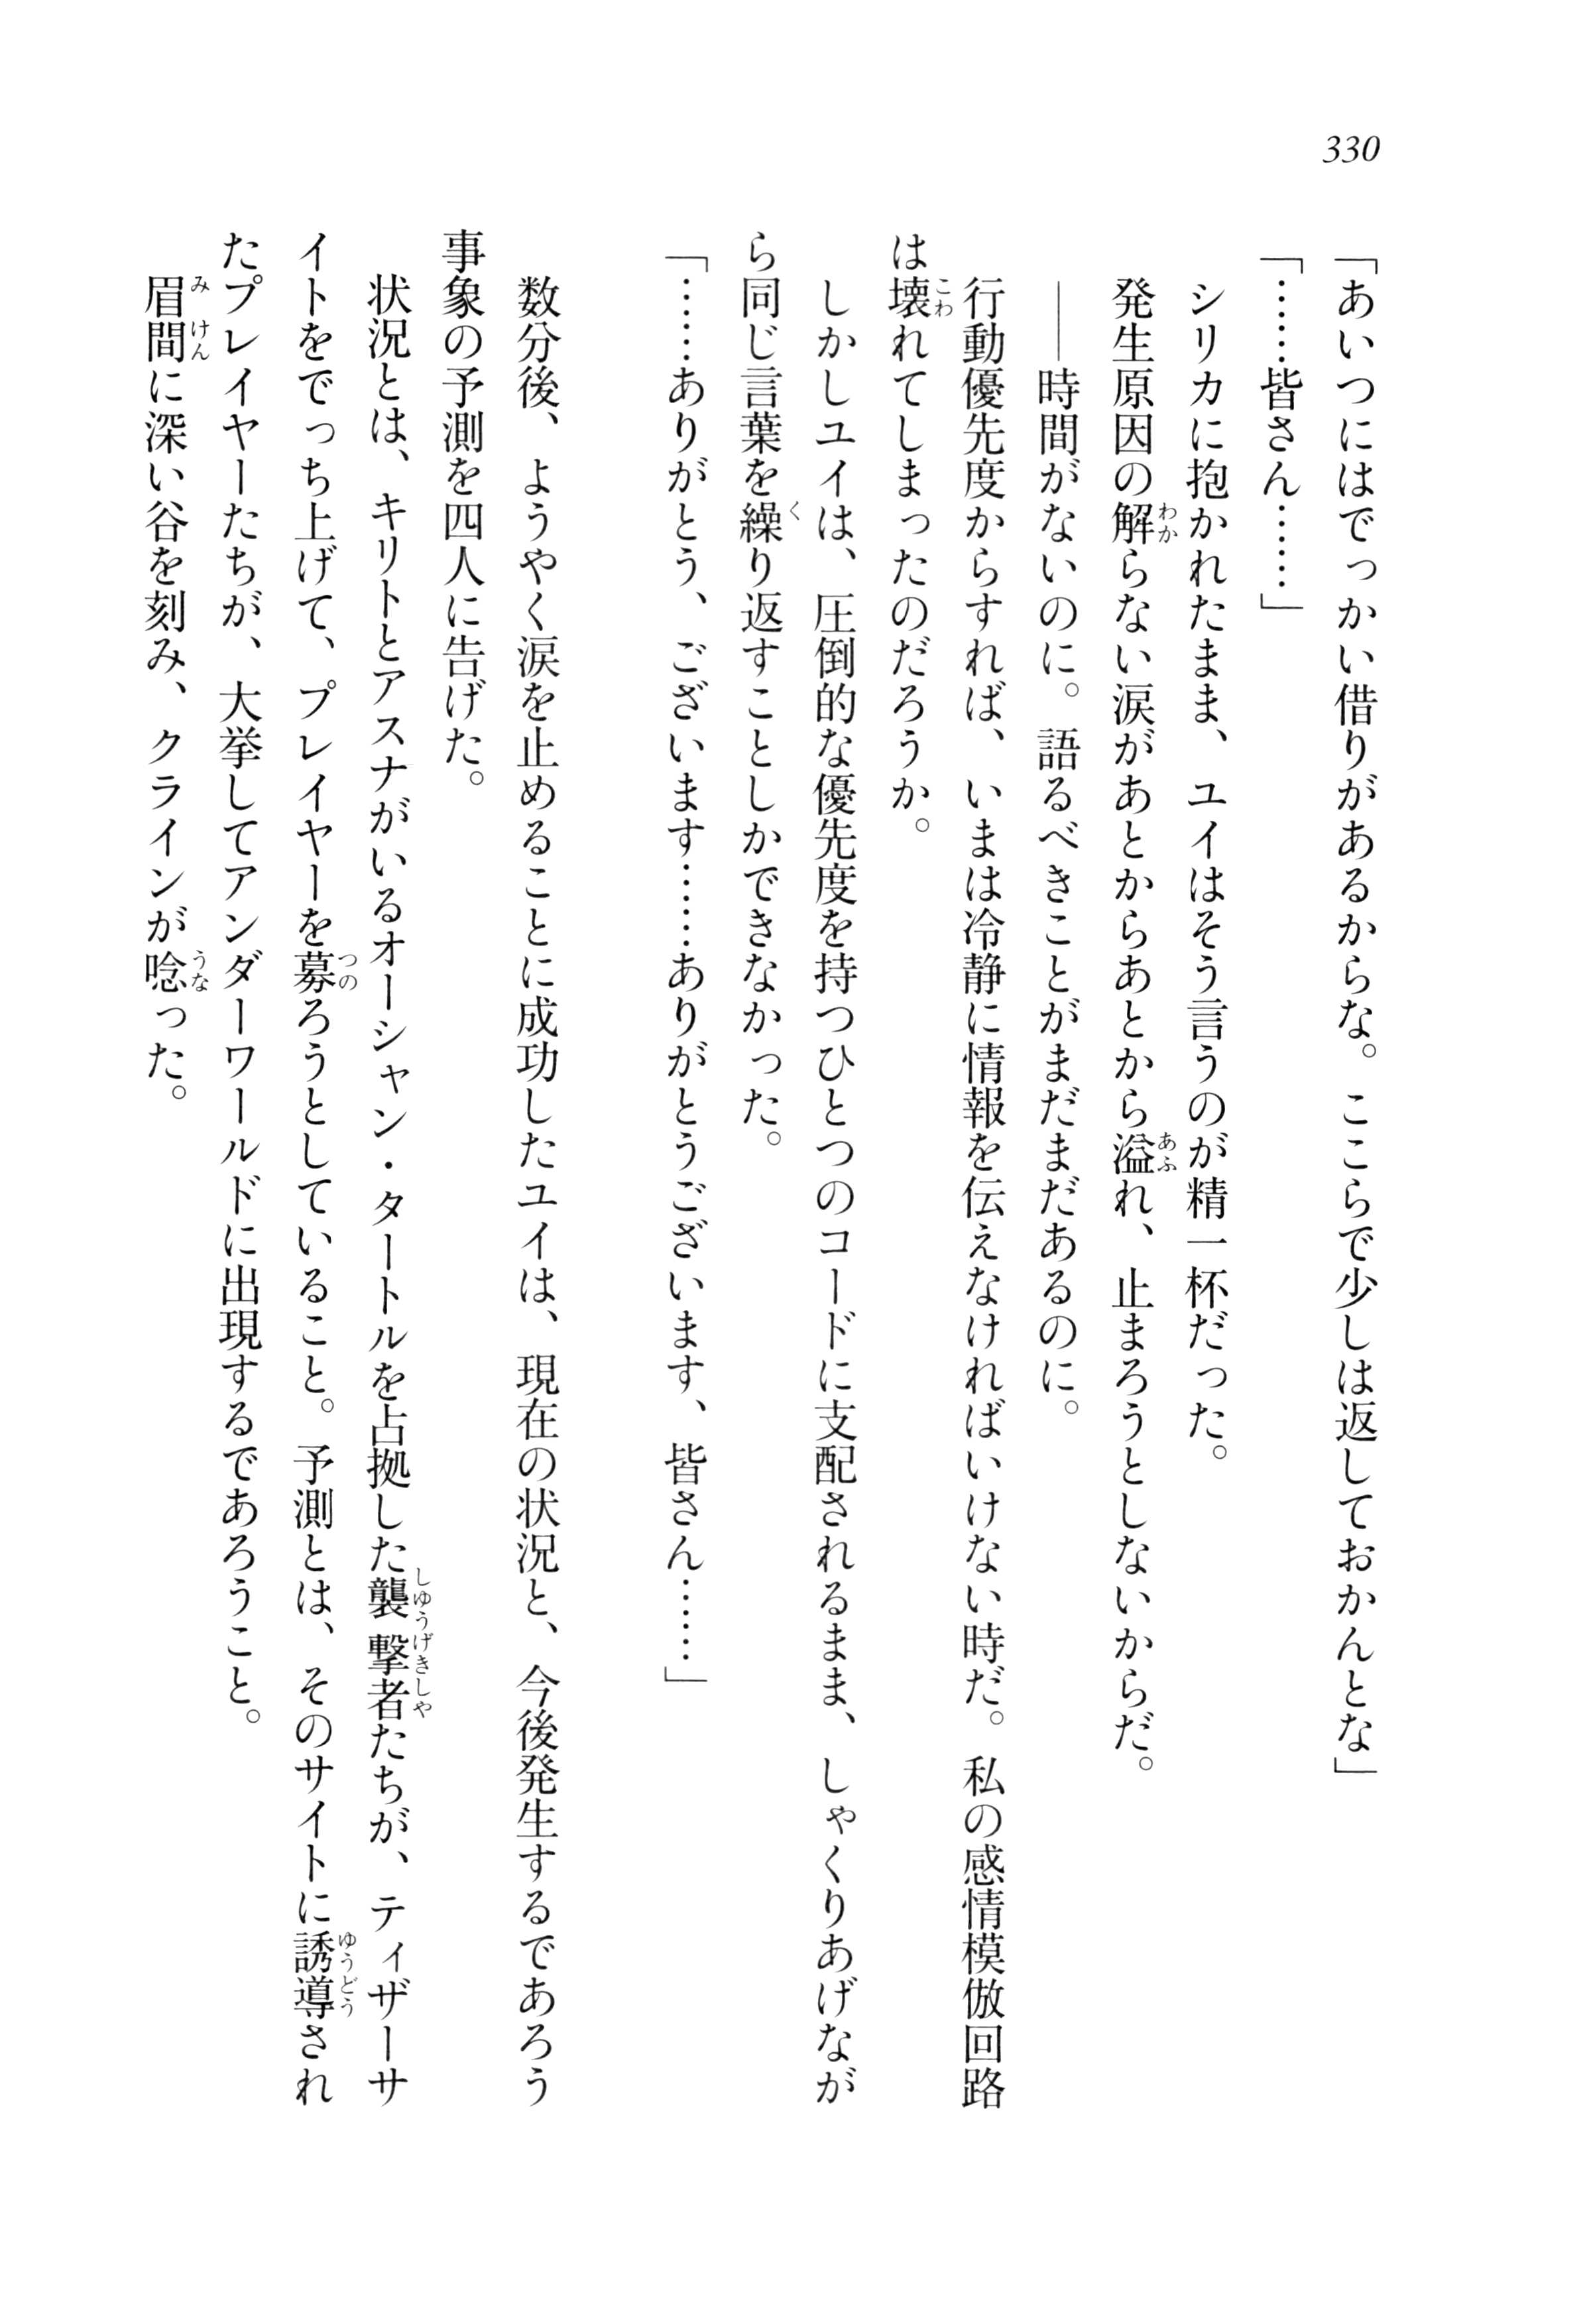 330
「あいつにはでっかい借りがあるからな。ここらで少しは返しておかんとな」
「……皆さん……」
シリカに抱かれたまま、ユイはそう言うのが精一杯だった。
発生原因の解らない涙があとからあとから溢れ、止まろうとしないからだ。
――時間がないのに。語るべきことがまだまだあるのに。
行動優先度からすれば、いまは冷静に情報を伝えなければいけない時だ。私の感情模倣回路
は壊れてしまったのだろうか。
しかしユイは、圧倒的な優先度を持つひとつのコードに支配されるまま、しゃくりあげなが
ら同じ言葉を繰り返すことしかできなかった。
「……ありがとう、ございます……ありがとうございます、皆さん……」
数分後、ようやく涙を止めることに成功したユイは、現在の状況と、今後発生するであろう
事象の予測を四人に告げた。
状況とは、キリトとアスナがいるオーシャン・タートルを占拠した襲撃者たちが、ティザーサ
イトをでっち上げて、プレイヤーを募ろうとしていること。予測とは、そのサイトに誘導され
たプレイヤーたちが、大挙してアンダーワールドに出現するであろうこと。
眉間に深い谷を刻み、クラインが唸った。